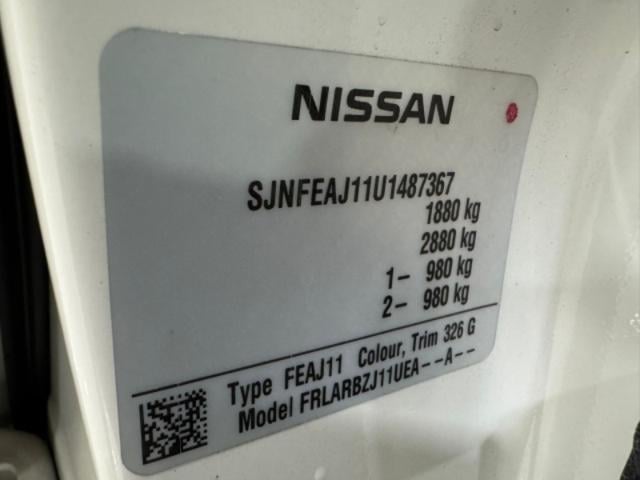 NISSAN
SJNFEAJ11U1487367
1880 kg
2880 kg
1- 980 kg
2- 980 kg
Type FEAJ11 Colour, Trim 326 G
Model FRLARBZJ11UEA--A--